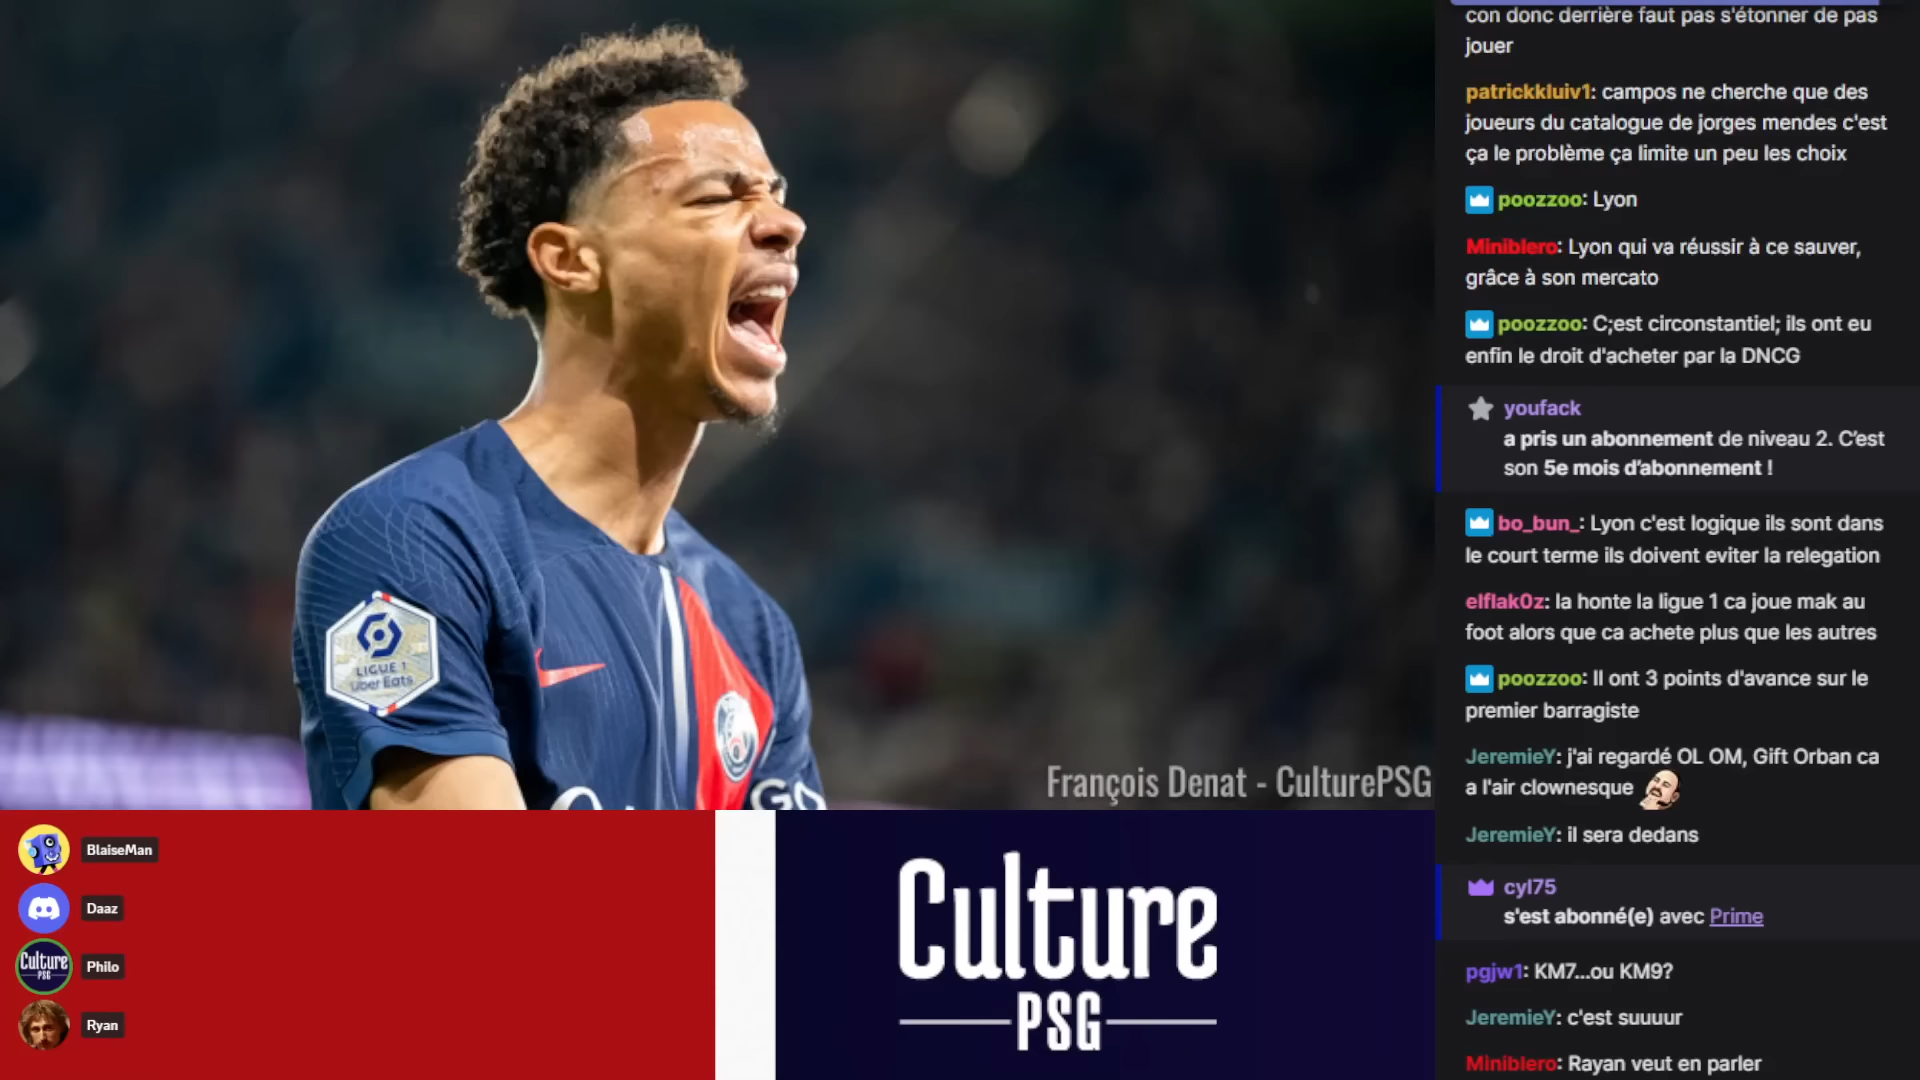 LIGUE 1
Uber Eats
GO
François Denat - CulturePSG
BlaiseMan
Daaz
Culture
PSG
Philo
Ryan
Culture
PSG
con donc derrière faut pas s'étonner de pas
jouer
patrickkluiv1: campos ne cherche que des
joueurs du catalogue de jorges mendes c'est
ça le problème ça limite un peu les choix
poozzoo: Lyon
Miniblero: Lyon qui va réussir à ce sauver,
grâce à son mercato
poozzoo: C;est circonstantiel; ils ont eu
enfin le droit d'acheter par la DNCG
youfack
a pris un abonnement de niveau 2. C'est
son 5e mois d'abonnement !
bo_bun_: Lyon c'est logique ils sont dans
le court terme ils doivent eviter la relegation
elflak0z: la honte la ligue 1 ca joue mak au
foot alors que ca achete plus que les autres
poozzoo: Il ont 3 points d'avance sur le
premier barragiste
JeremieY: j'ai regardé OL OM, Gift Orban ca
a l'air clownesque
JeremieY: il sera dedans
cyl75
s'est abonné(e) avec Prime
pgjw1: KM7...ou KM9?
JeremieY: c'est suuuur
Miniblero: Rayan veut en parler